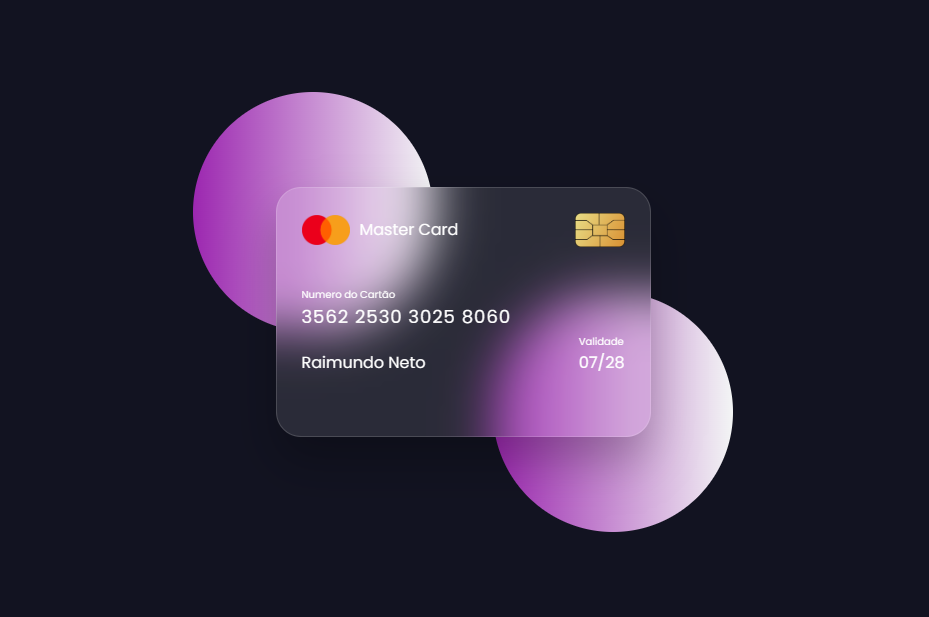 Master Card
Numero do Cartão
3562 2530 3025 8060
Validade
Raimundo Neto
07/28